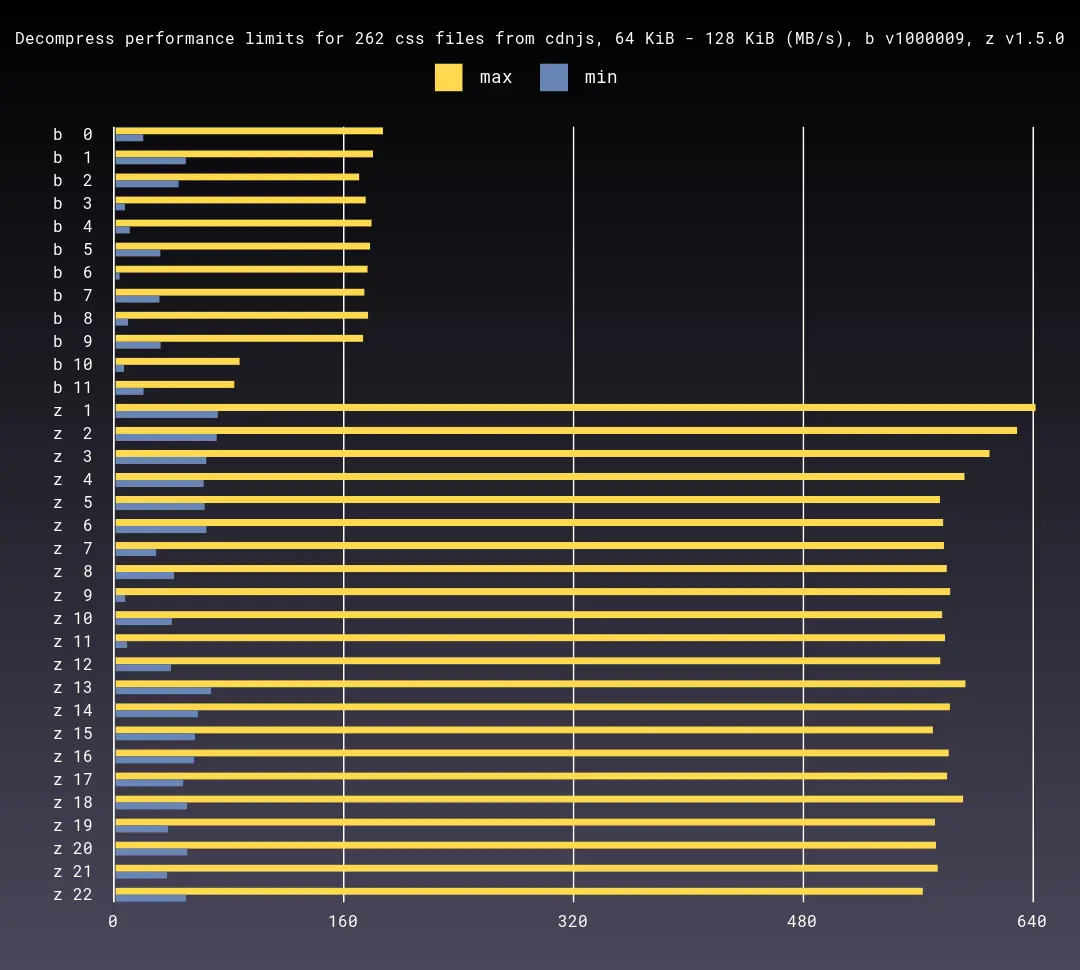 Decompress performance limits for 262 css files from cdnjs, 64 KiB - 128 KiB (MB/s), b v1000009, z v1.5.0
max min
b 0
b 1
b 2
b 3
b 4
b 5
b 6
b 7
b 8
b 9
b 10
b 11
z 1
z 2
z 3
z 4
z 5
z 6
z 7
z 8
z 9
z 10
z 11
z 12
z 13
z 14
z 15
z 16
z 17
z 18
z 19
z 20
z 21
z 22
0 160 320 480 640